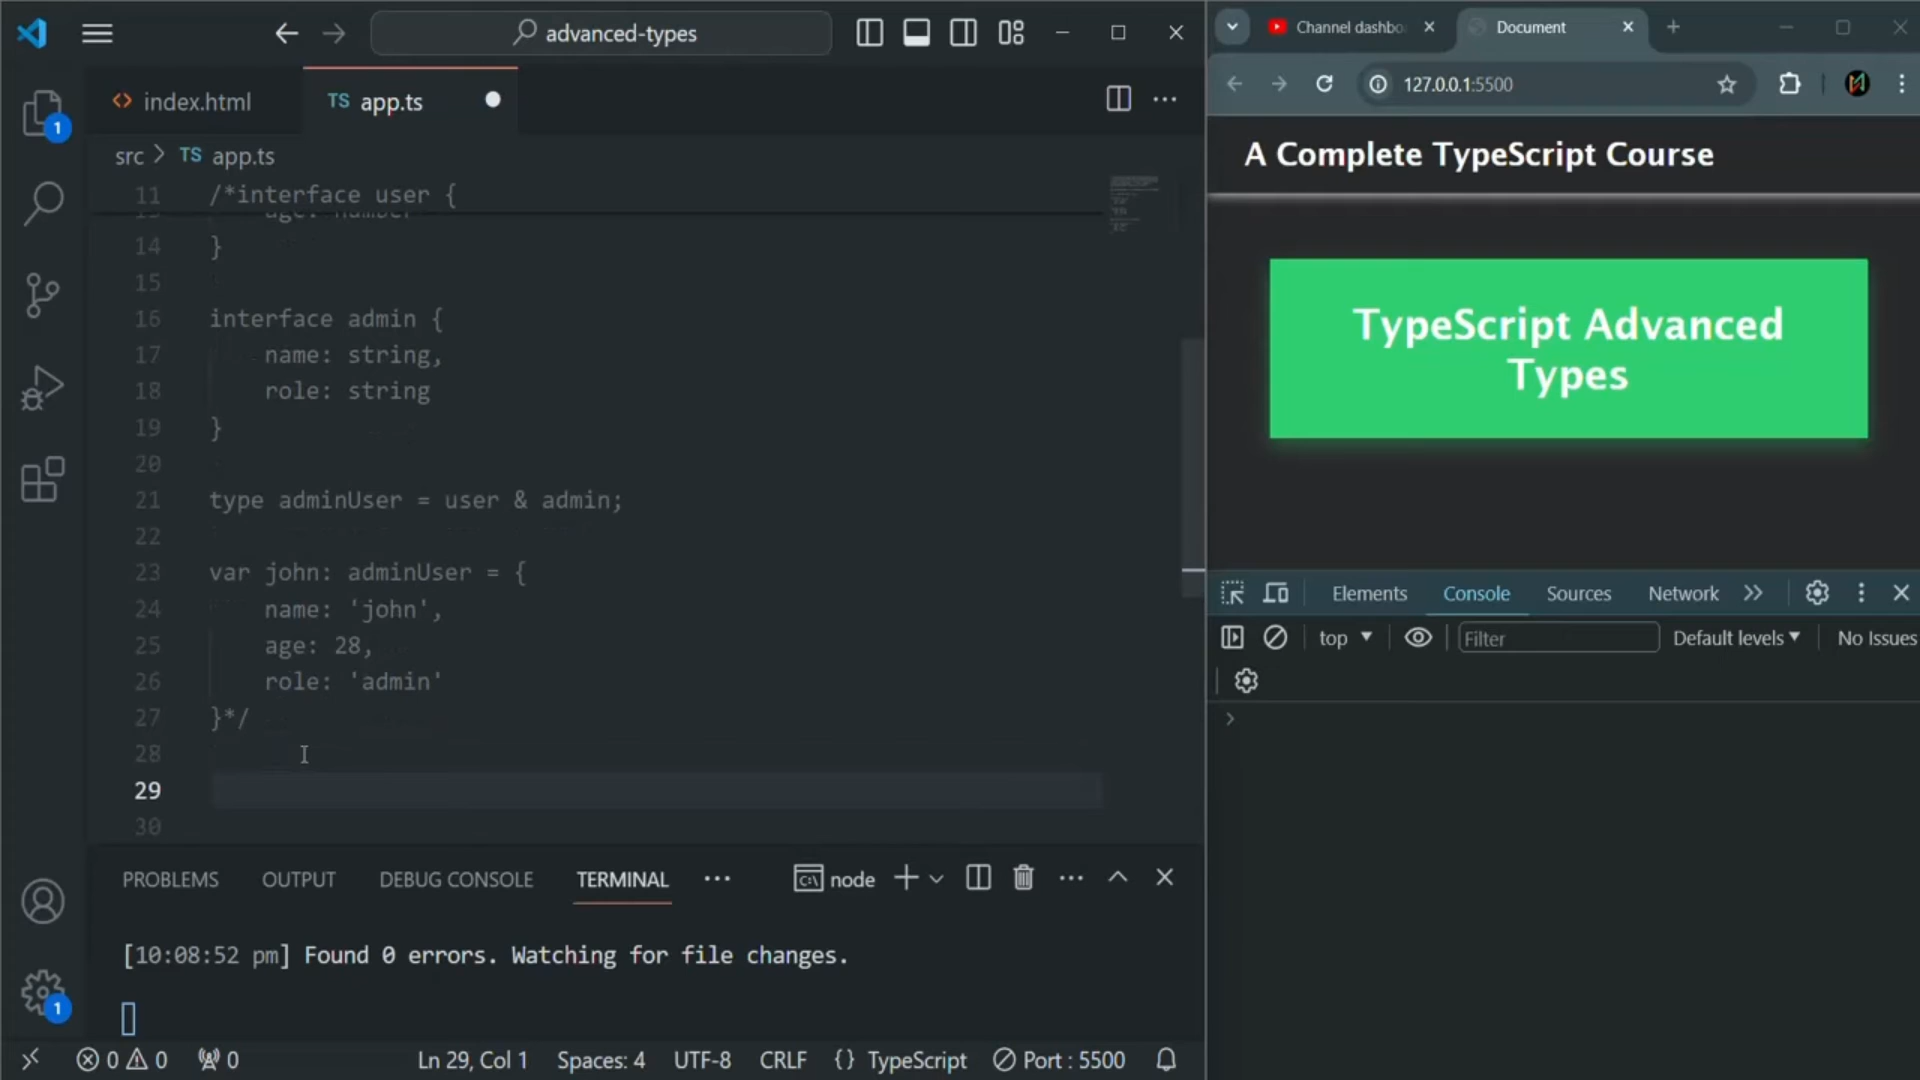 advanced-types
index.html
TS app.ts
src > TS app.ts
11 /*interface user {
14 }
15
16 interface admin {
17 name: string,
18 role: string
19 }
20
21 type adminUser = user & admin;
22
23 var john: adminUser = {
24 name: 'john',
25 age: 28,
26 role: 'admin'
27 }*/
28
29
30
PROBLEMS OUTPUT DEBUG CONSOLE TERMINAL ··· node
[10:08:52 pm] Found 0 errors. Watching for file changes.
1
1
0 0 0 Ln 29, Col 1 Spaces: 4 UTF-8 CRLF {} TypeScript Port : 5500
Channel dashbo Document
127.0.0.1:5500
A Complete TypeScript Course
TypeScript Advanced
Types
Elements Console Sources Network
top Filter Default levels No Issues